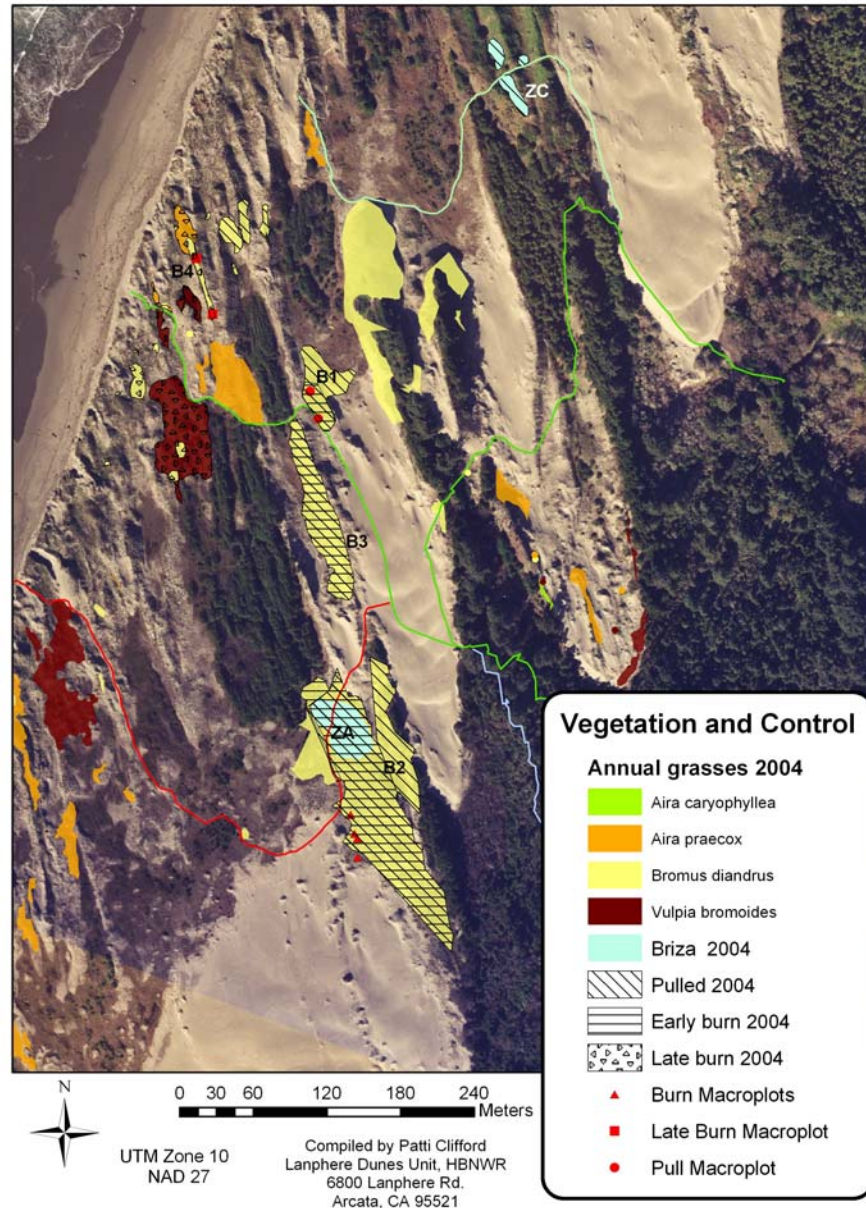 ZC
B4
B1
B3
ZA
B2
Vegetation and Control
Annual grasses 2004
Aira caryophyllea
Aira praecox
Bromus diandrus
Vulpia bromoides
Briza 2004
Pulled 2004
Early burn 2004
Late burn 2004
Burn Macroplots
Late Burn Macroplot
Pull Macroplot
N
0 30 60 120 180 240
Meters
UTM Zone 10
NAD 27
Compiled by Patti Clifford
Lanphere Dunes Unit, HBNWR
6800 Lanphere Rd.
Arcata, CA 95521